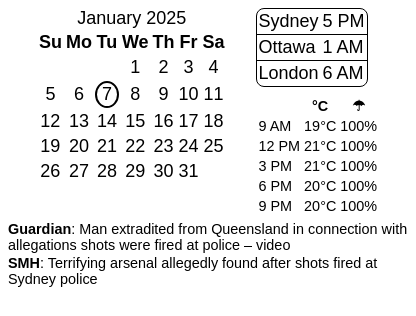 January 2025
Su Mo Tu We Th Fr Sa
1 2 3 4
5 6 7 8 9 10 11
12 13 14 15 16 17 18
19 20 21 22 23 24 25
26 27 28 29 30 31
Sydney 5 PM
Ottawa 1 AM
London 6 AM
°C ☂
9 AM 19°C 100%
12 PM 21°C 100%
3 PM 21°C 100%
6 PM 20°C 100%
9 PM 20°C 100%
Guardian: Man extradited from Queensland in connection with
allegations shots were fired at police – video
SMH: Terrifying arsenal allegedly found after shots fired at
Sydney police